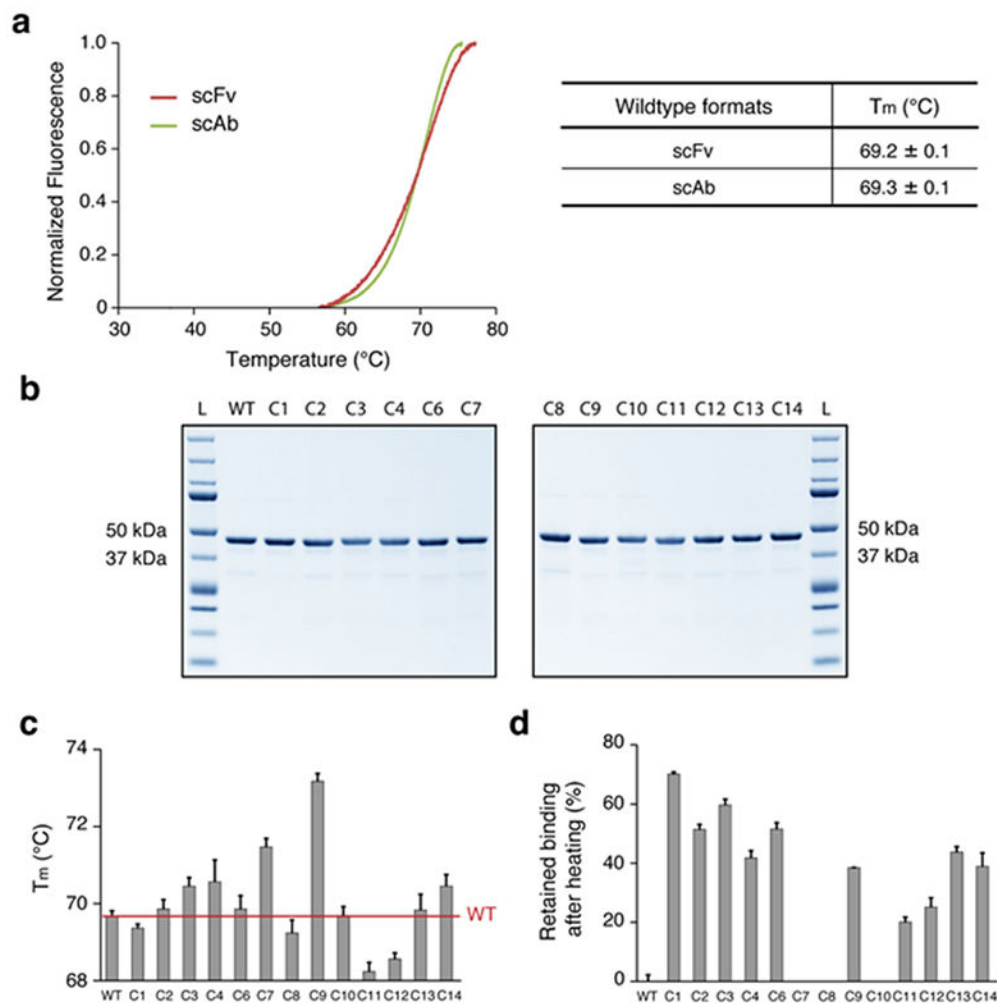 a
1.0
0.8
0.6
0.4
0.2
0
30 40 50 60 70 80
Normalized Fluorescence
Temperature (°C)
scFv
scAb
Wildtype formats Tm (°C)
scFv 69.2 ± 0.1
scAb 69.3 ± 0.1
b
L WT C1 C2 C3 C4 C6 C7
50 kDa
37 kDa
C8 C9 C10 C11 C12 C13 C14 L
50 kDa
37 kDa
c
74
72
70
68
Tm (°C)
WT
WT C1 C2 C3 C4 C6 C7 C8 C9 C10 C11 C12 C13 C14
d
80
60
40
20
0
Retained binding
after heating (%)
WT C1 C2 C3 C4 C6 C7 C8 C9 C10 C11 C12 C13 C14